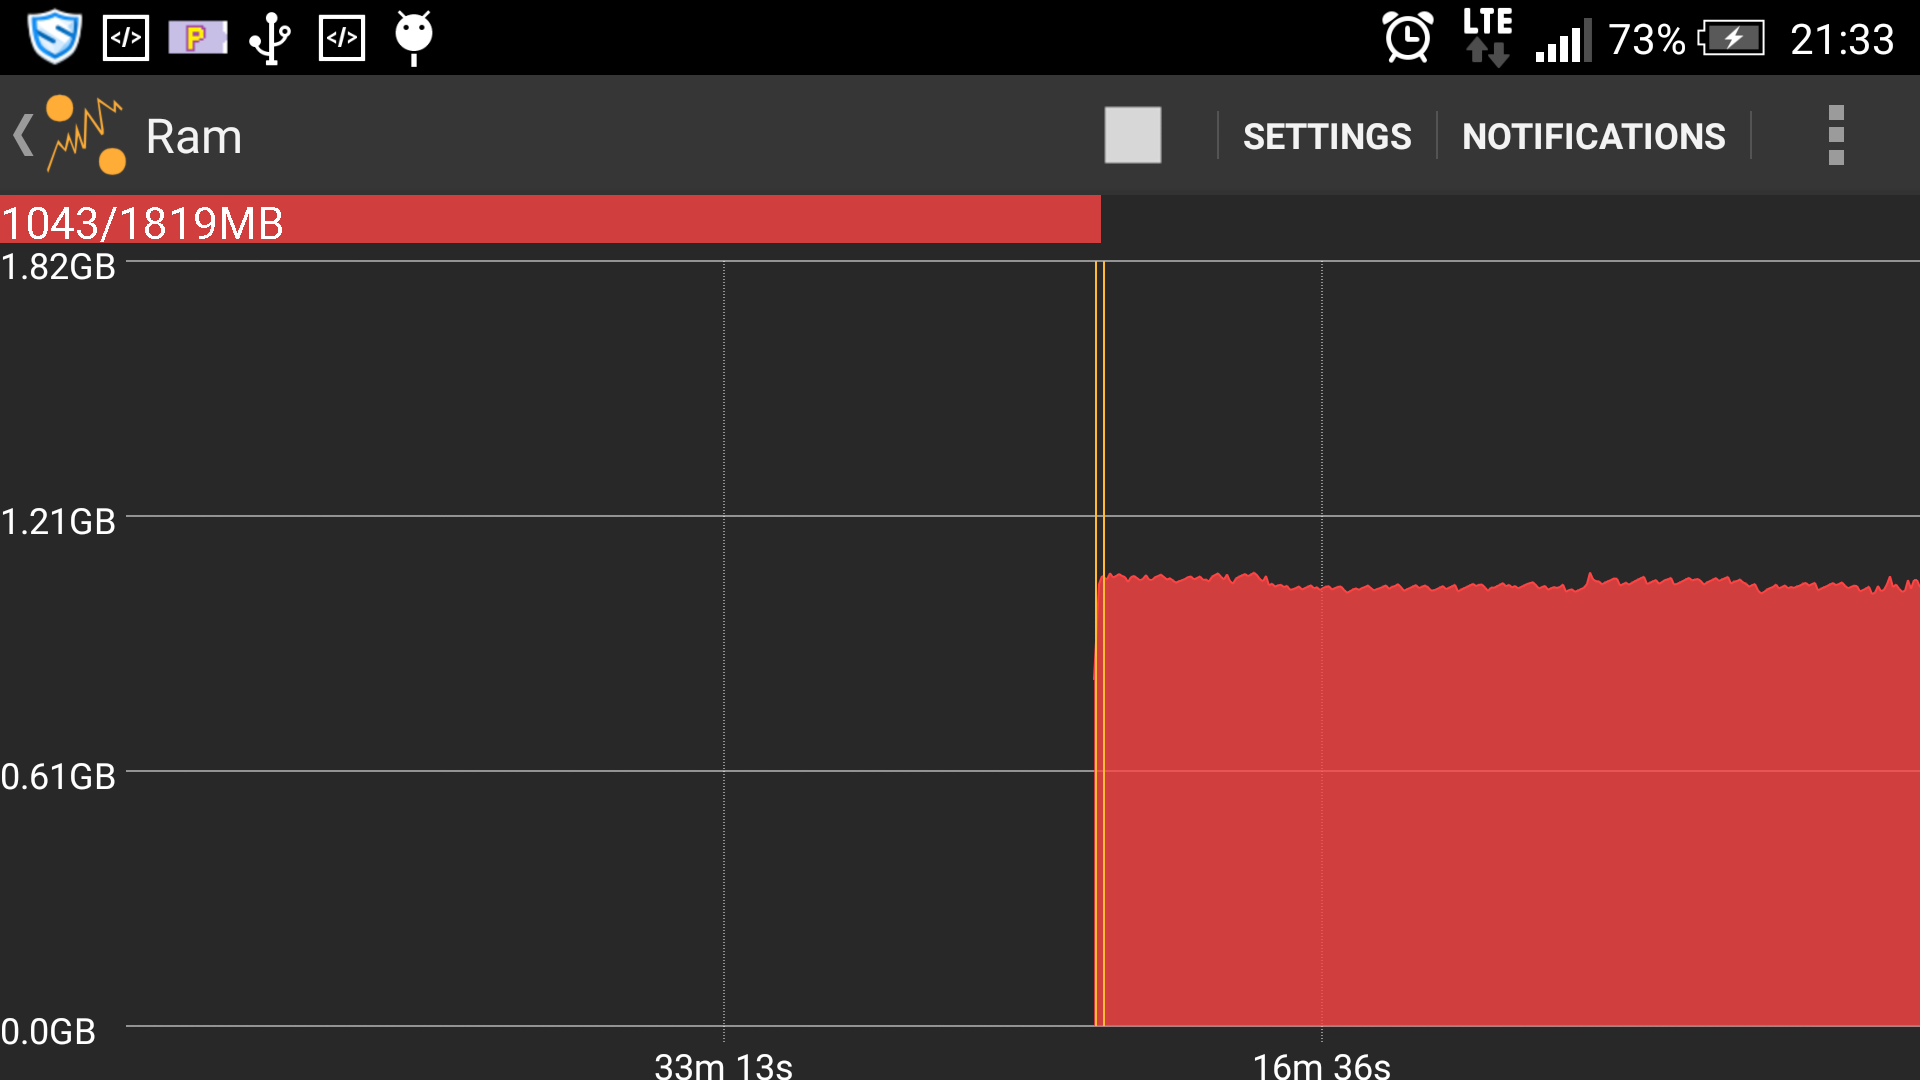 </> P </> LTE 73% 21:33
Ram SETTINGS NOTIFICATIONS
1043/1819MB
1.82GB
1.21GB
0.61GB
0.0GB
33m 13s 16m 36s